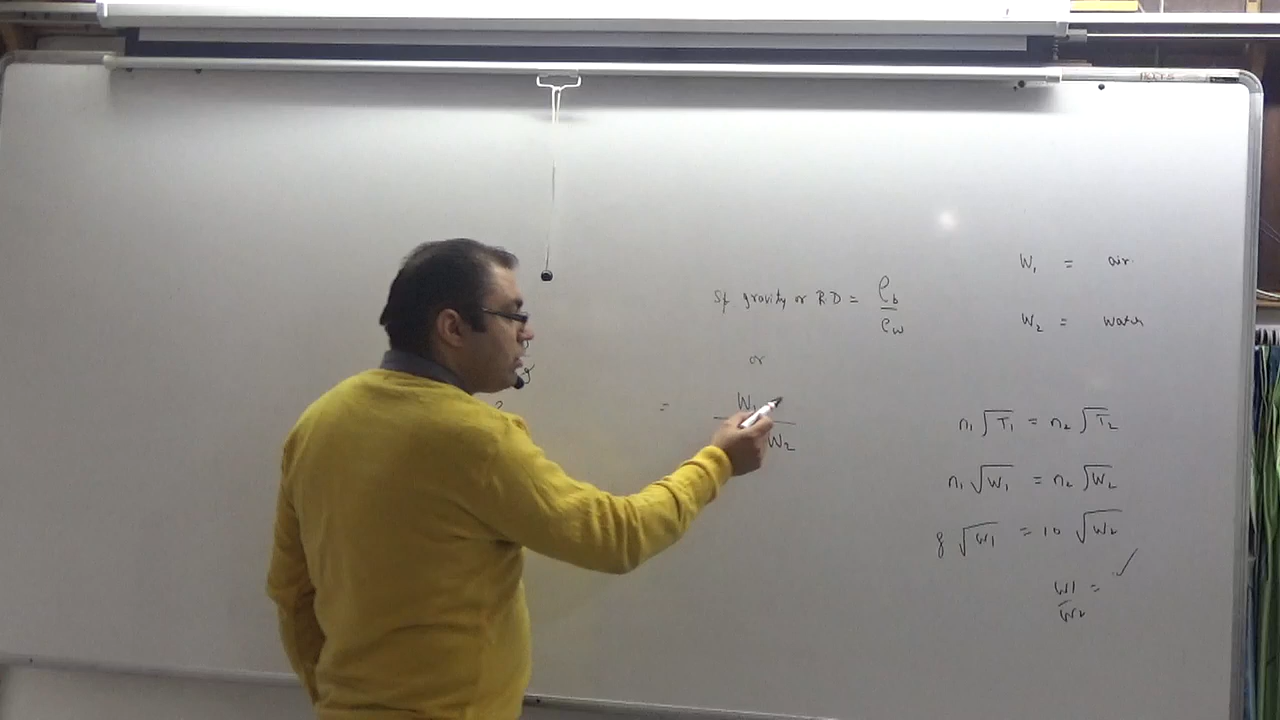 Sp gravity or RD = ρb / ρw
or
= W1 / W2
W1 = air
W2 = water
n1 √T1 = n2 √T2
n1 √W1 = n2 √W2
8 √W1 = 10 √W2
W1 / W2 = ✓